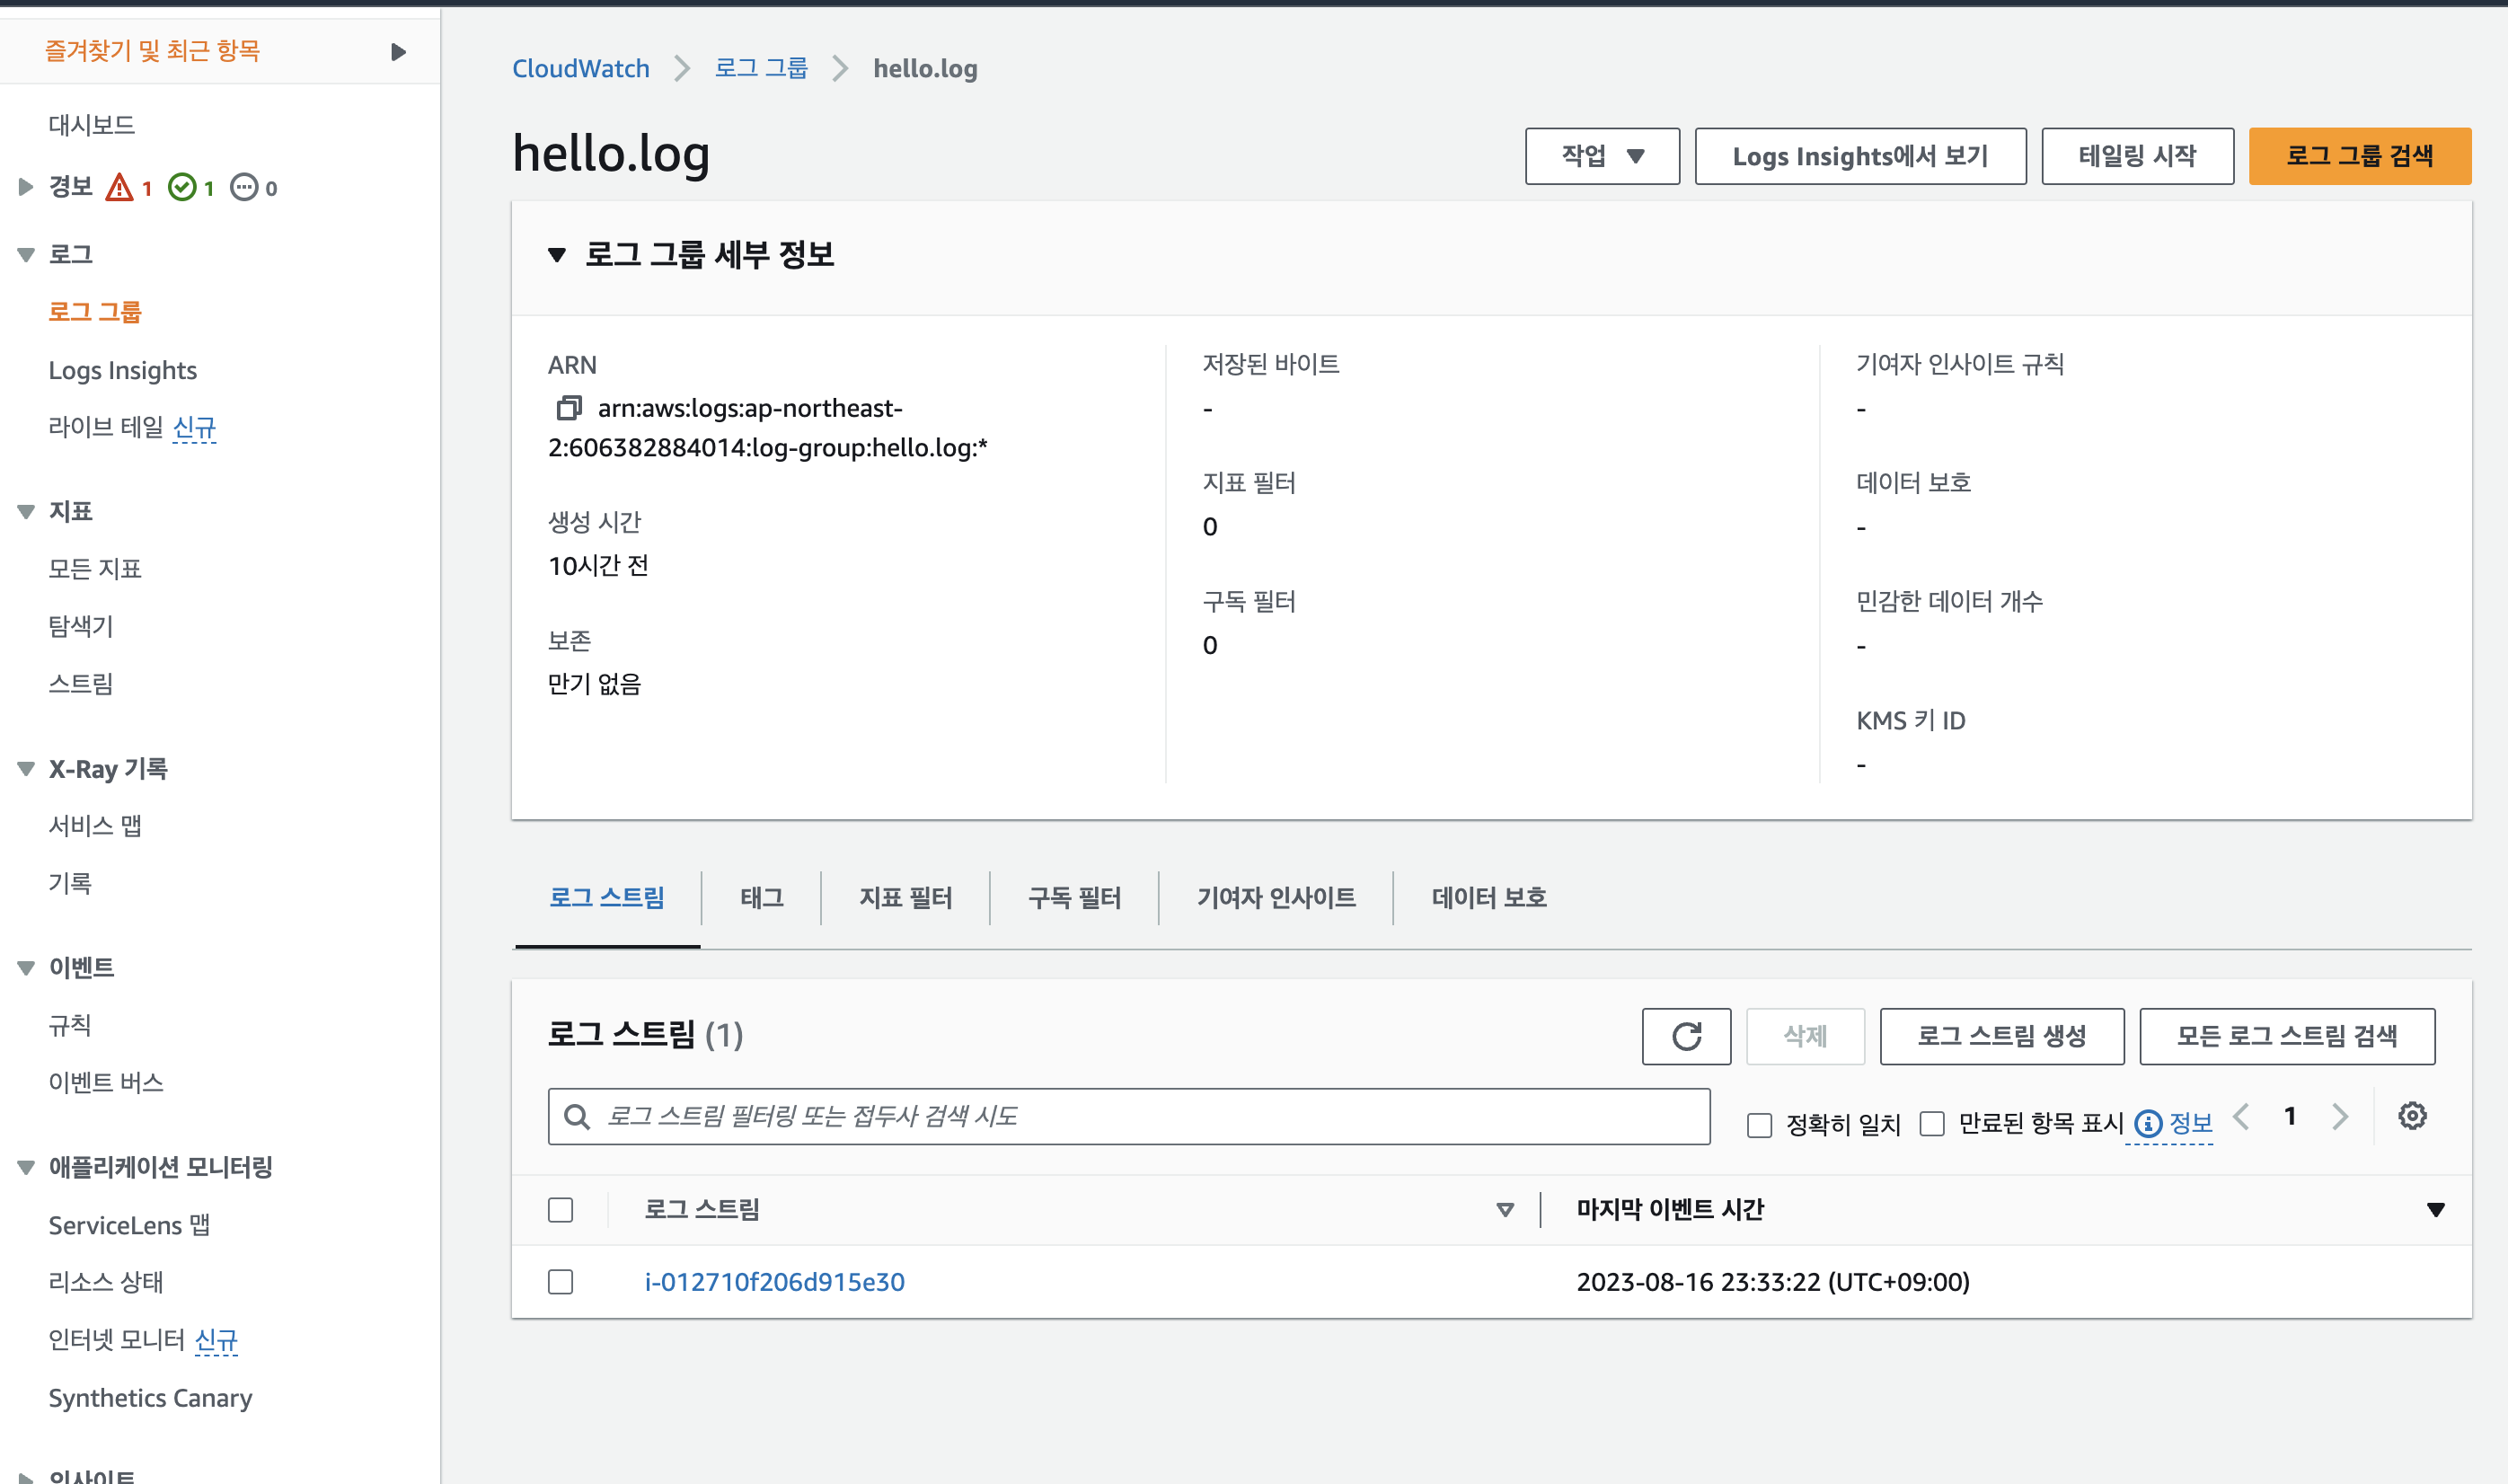 즐겨찾기 및 최근 항목
대시보드
경보 1 1 0
로그
로그 그룹
Logs Insights
라이브 테일 신규
지표
모든 지표
탐색기
스트림
X-Ray 기록
서비스 맵
기록
이벤트
규칙
이벤트 버스
애플리케이션 모니터링
ServiceLens 맵
리소스 상태
인터넷 모니터 신규
Synthetics Canary
인사이트
CloudWatch 로그 그룹 hello.log
hello.log
작업
Logs Insights에서 보기
테일링 시작
로그 그룹 검색
로그 그룹 세부 정보
ARN
arn:aws:logs:ap-northeast-
2:606382884014:log-group:hello.log:*
생성 시간
10시간 전
보존
만기 없음
저장된 바이트
-
지표 필터
0
구독 필터
0
기여자 인사이트 규칙
-
데이터 보호
-
민감한 데이터 개수
-
KMS 키 ID
-
로그 스트림 태그 지표 필터 구독 필터 기여자 인사이트 데이터 보호
로그 스트림 (1)
삭제
로그 스트림 생성
모든 로그 스트림 검색
로그 스트림 필터링 또는 접두사 검색 시도
정확히 일치 만료된 항목 표시 정보 1
로그 스트림 마지막 이벤트 시간
i-012710f206d915e30 2023-08-16 23:33:22 (UTC+09:00)